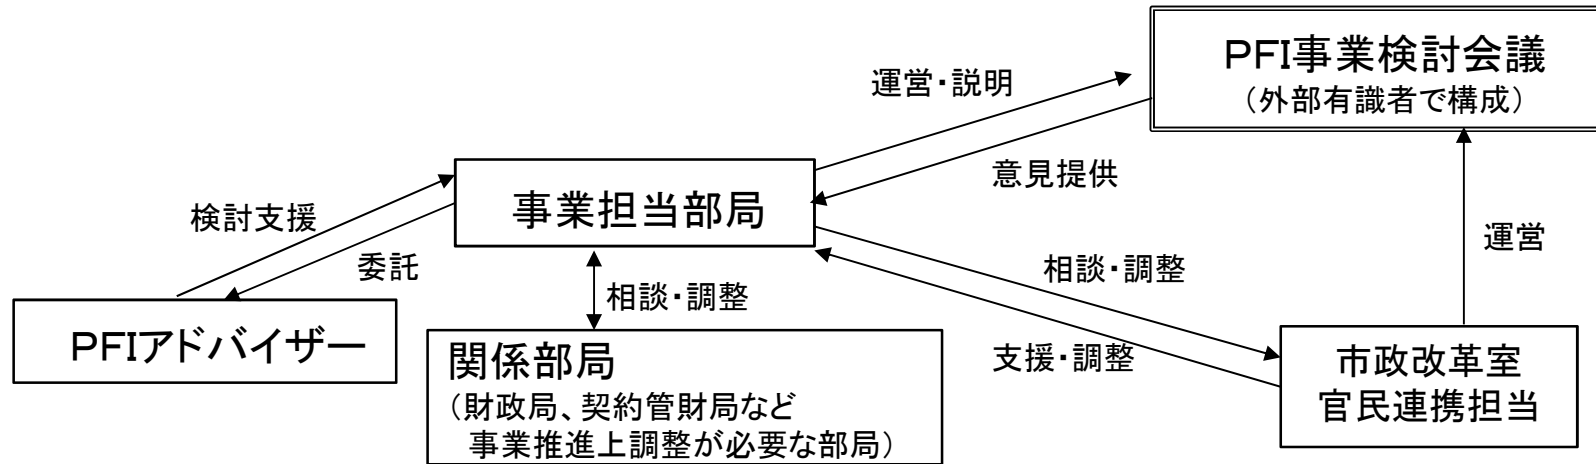 PFI事業検討会議
（外部有識者で構成）
運営・説明
意見提供
事業担当部局
検討支援
委託
運営
相談・調整
相談・調整
支援・調整
PFIアドバイザー
関係部局
（財政局、契約管財局など
事業推進上調整が必要な部局）
市政改革室
官民連携担当